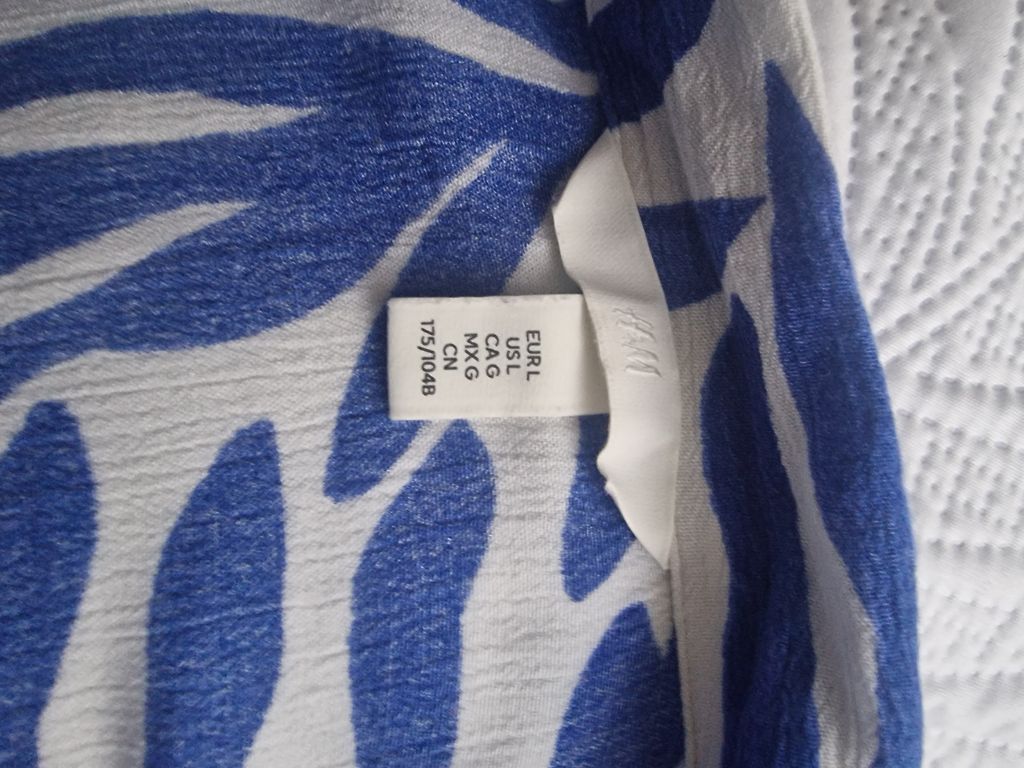 H&M
EUR L
US L
CA G
MX G
CN
175/104B